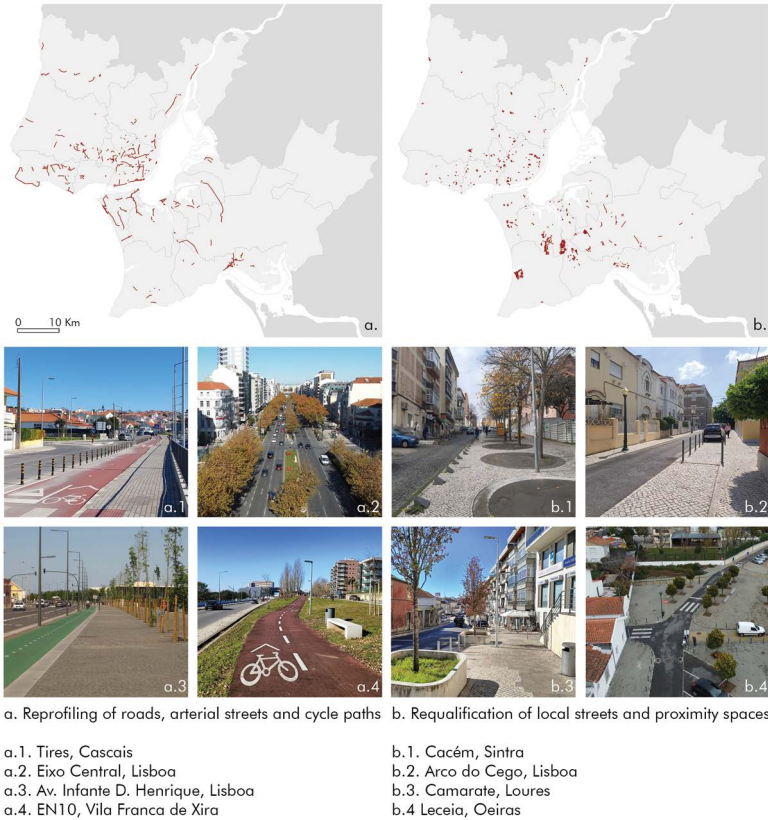 0 10 Km
a.
b.
a.1
a.2
b.1
b.2
a.3
a.4
b.3
b.4
a. Reprofiling of roads, arterial streets and cycle paths
b. Requalification of local streets and proximity spaces
a.1. Tires, Cascais
a.2. Eixo Central, Lisboa
a.3. Av. Infante D. Henrique, Lisboa
a.4. EN10, Vila Franca de Xira
b.1. Cacém, Sintra
b.2. Arco do Cego, Lisboa
b.3. Camarate, Loures
b.4 Leceia, Oeiras